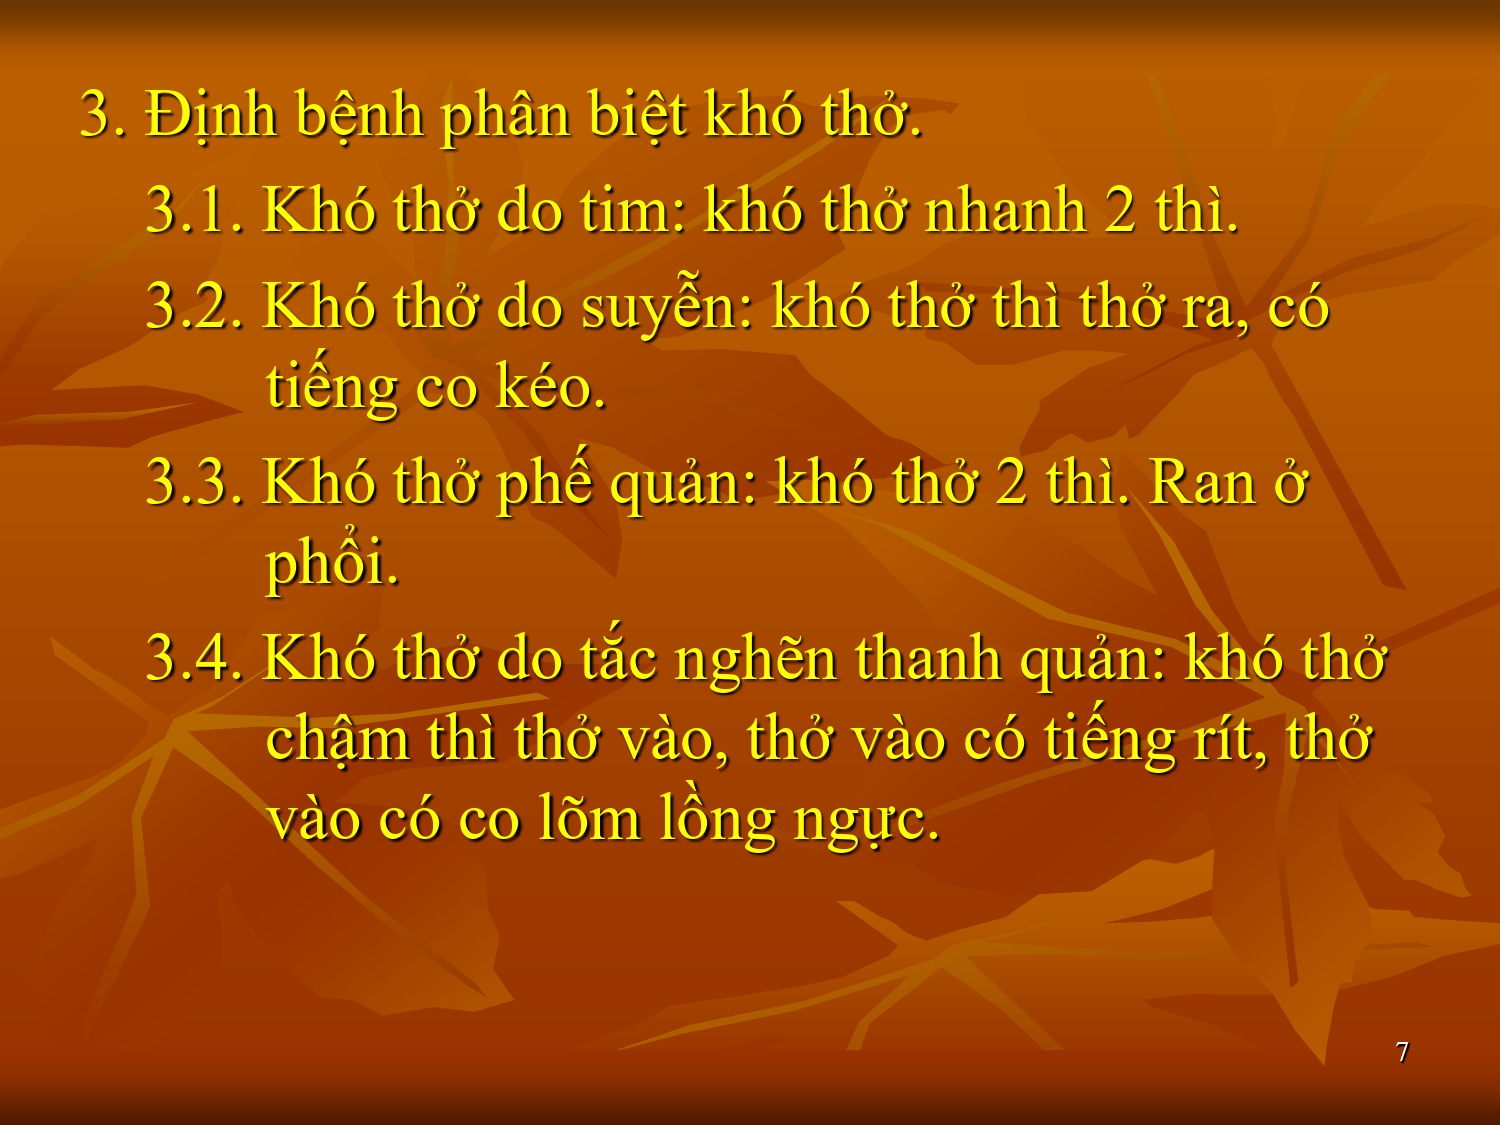 3. Định bệnh phân biệt khó thở.
3.1. Khó thở do tim: khó thở nhanh 2 thì.
3.2. Khó thở do suyễn: khó thở thì thở ra, có
tiếng co kéo.
3.3. Khó thở phế quản: khó thở 2 thì. Ran ở
phổi.
3.4. Khó thở do tắc nghẽn thanh quản: khó thở
chậm thì thở vào, thở vào có tiếng rít, thở
vào có co lõm lồng ngực.
7